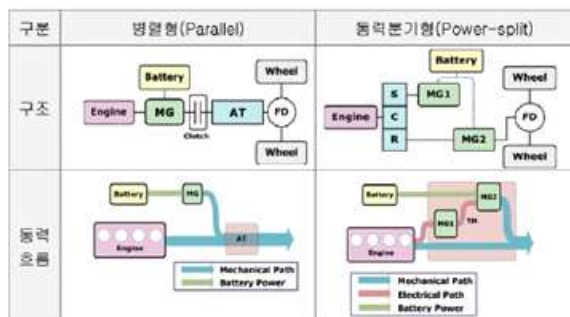 구분 병렬형(Parallel) 동력분기형(Power-split)
구조
Battery
Engine MG Clutch AT FD
Wheel
Wheel
Battery
Engine S C R MG1 MG2 FD
Wheel
Wheel
동력
흐름
Battery MG
Engine AT
Mechanical Path
Battery Power
Battery MG2
MG1 TM
Engine
Mechanical Path
Electrical Path
Battery Power